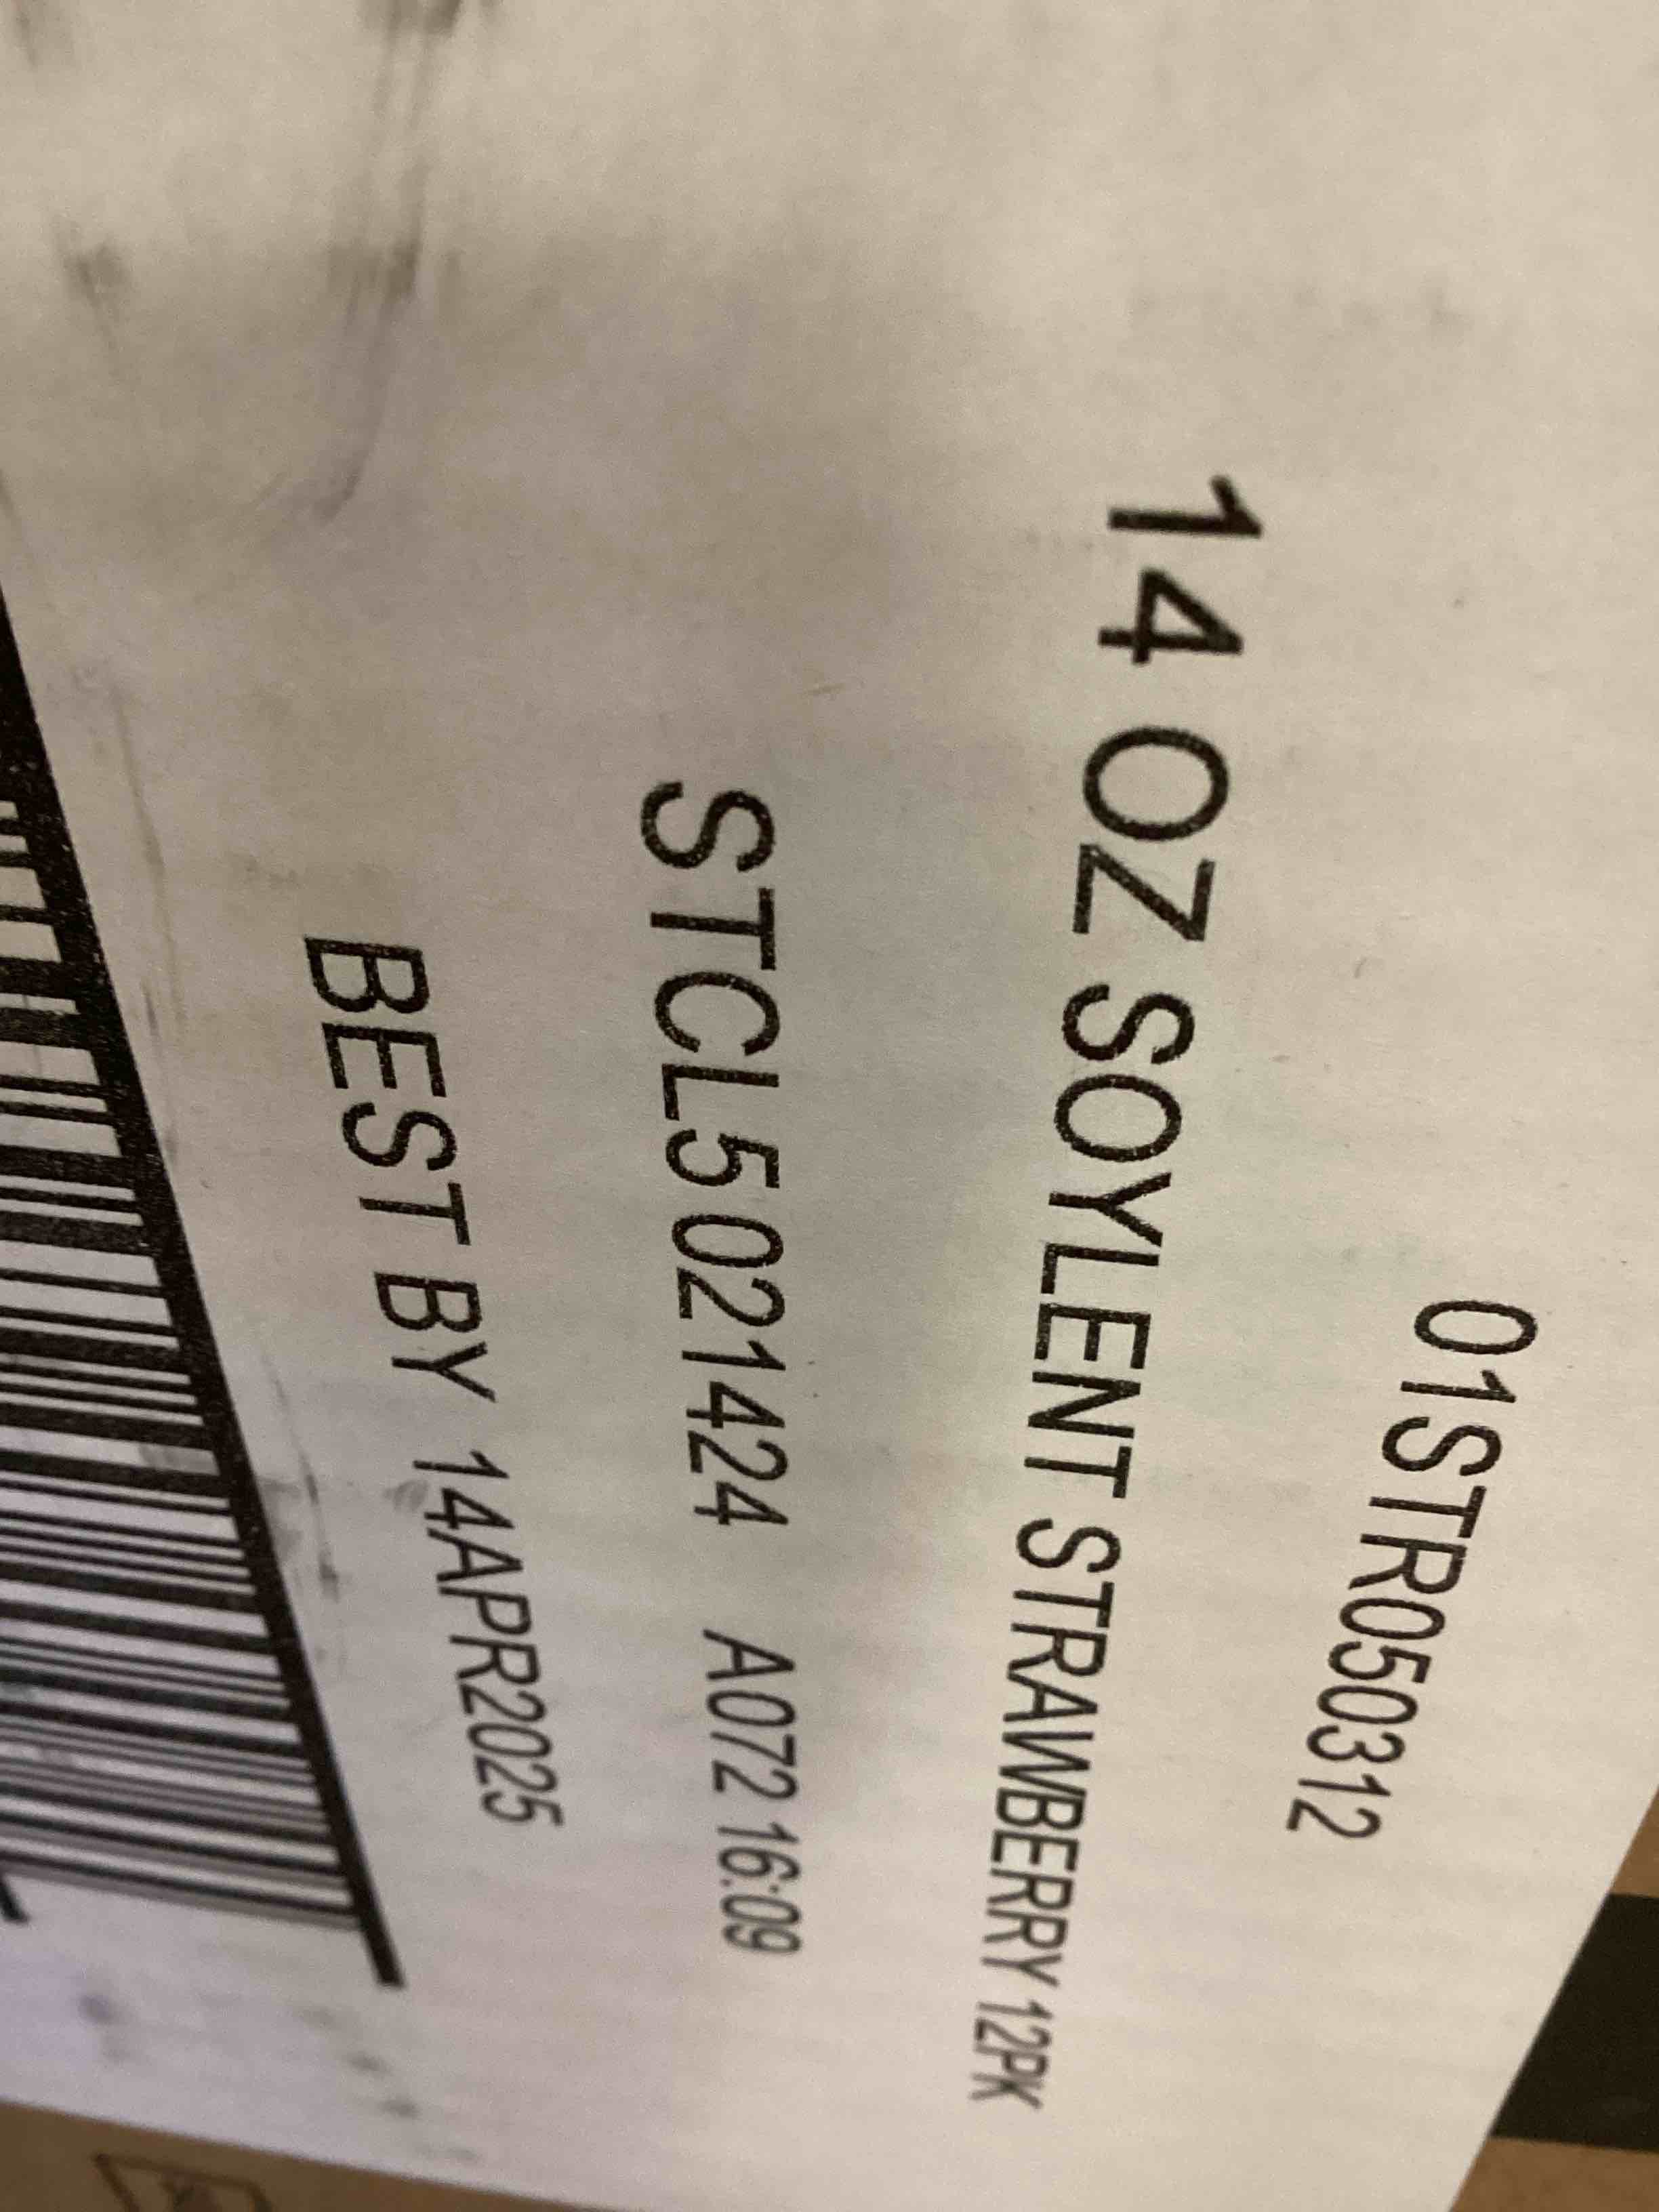 01STR050312
14 OZ SOYLENT STRAWBERRY 12PK
STCL5021424 A072 16:09
BEST BY 14APR2025